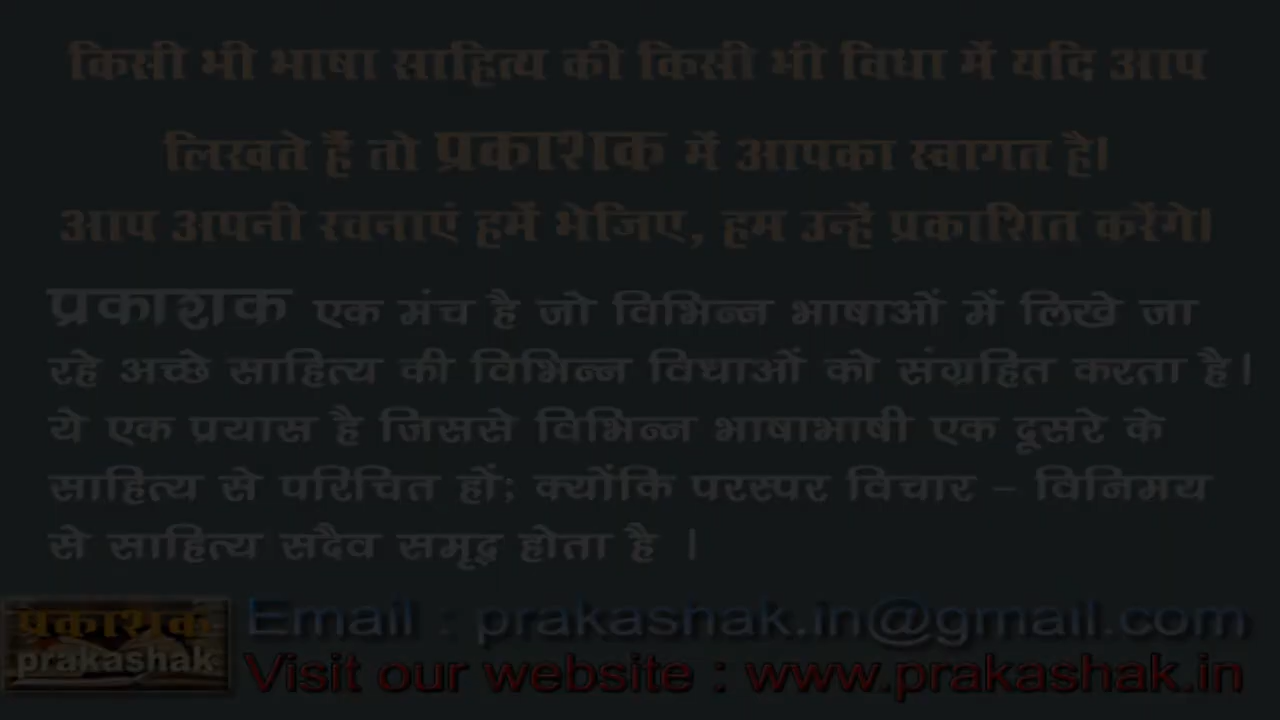 किसी भी भाषा साहित्य की किसी भी विधा में यदि आप
लिखते हैं तो प्रकाशक में आपका स्वागत है।
आप अपनी रचनाएं हमें भेजिए, हम उन्हें प्रकाशित करेंगे।
प्रकाशक एक मंच है जो विभिन्न भाषाओं में लिखे जा
रहे अच्छे साहित्य की विभिन्न विधाओं को संग्रहित करता है।
ये एक प्रयास है जिससे विभिन्न भाषाभाषी एक दूसरे के
साहित्य से परिचित हों; क्योंकि परस्पर विचार – विनिमय
से साहित्य सदैव समृद्ध होता है ।
प्रकाशक
prakashak
Email : prakashak.in@gmail.com
Visit our website : www.prakashak.in